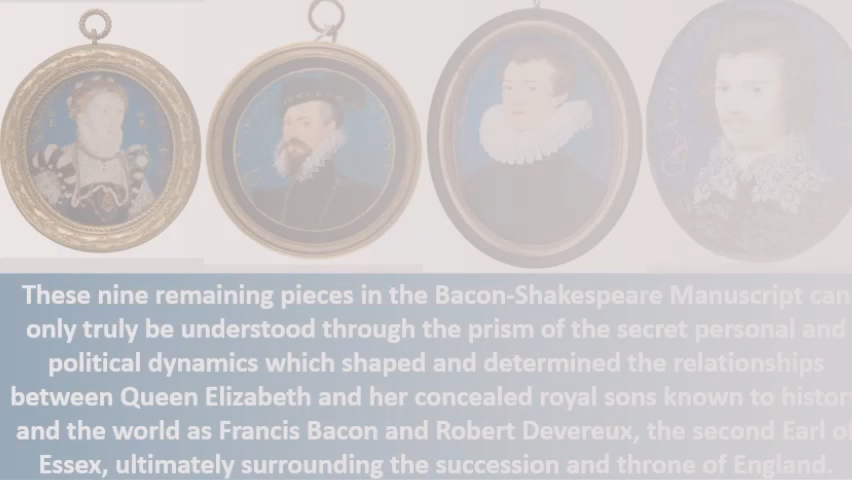 These nine remaining pieces in the Bacon-Shakespeare Manuscript can
only truly be understood through the prism of the secret personal and
political dynamics which shaped and determined the relationships
between Queen Elizabeth and her concealed royal sons known to history
and the world as Francis Bacon and Robert Devereux, the second Earl of
Essex, ultimately surrounding the succession and throne of England.